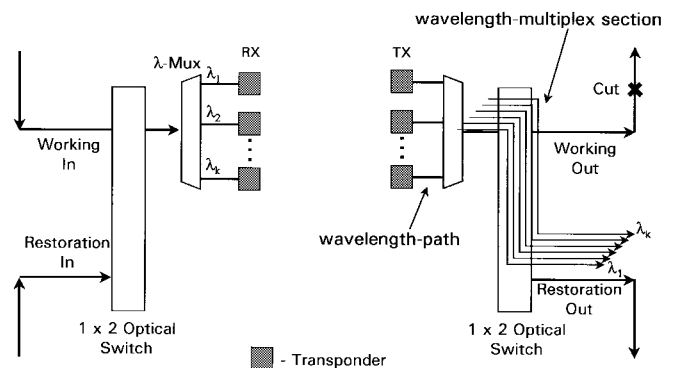 wavelength-multiplex section
λ-Mux
RX
TX
λ1
λ2
λk
Cut
Working
In
Working
Out
wavelength-path
Restoration
In
λk
λ1
Restoration
Out
1 x 2 Optical
Switch
1 x 2 Optical
Switch
- Transponder